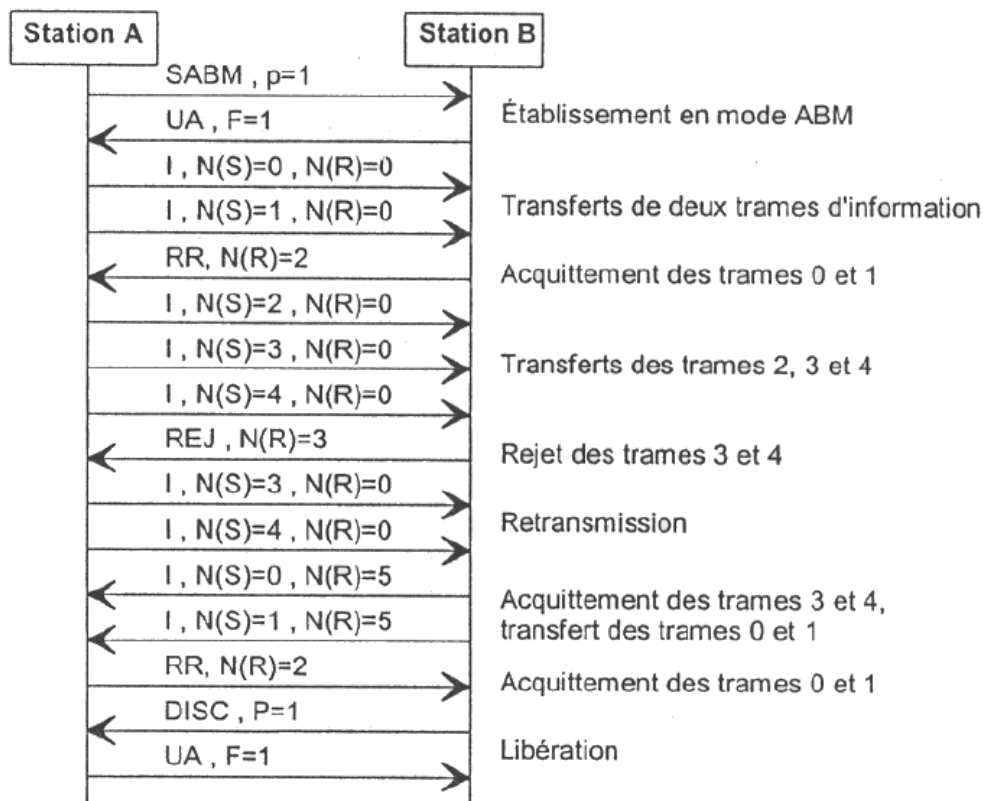 Station A
Station B
SABM , p=1
UA , F=1
Établissement en mode ABM
I , N(S)=0 , N(R)=0
I , N(S)=1 , N(R)=0
Transferts de deux trames d'information
RR, N(R)=2
Acquittement des trames 0 et 1
I , N(S)=2 , N(R)=0
I , N(S)=3 , N(R)=0
Transferts des trames 2, 3 et 4
I , N(S)=4 , N(R)=0
REJ , N(R)=3
Rejet des trames 3 et 4
I , N(S)=3 , N(R)=0
I , N(S)=4 , N(R)=0
Retransmission
I , N(S)=0 , N(R)=5
I , N(S)=1 , N(R)=5
Acquittement des trames 3 et 4,
transfert des trames 0 et 1
RR, N(R)=2
Acquittement des trames 0 et 1
DISC , P=1
UA , F=1
Libération